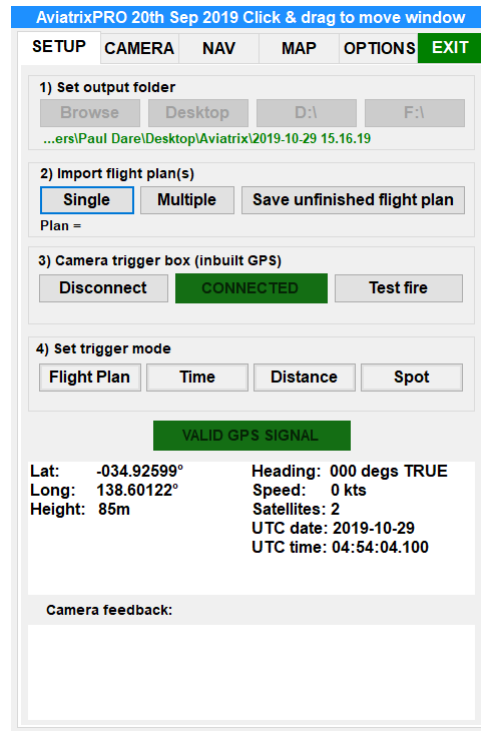 AviatrixPRO 20th Sep 2019 Click & drag to move window
SETUP CAMERA NAV MAP OPTIONS EXIT
1) Set output folder
Browse Desktop D:\ F:\
...ers\Paul Dare\Desktop\Aviatrix\2019-10-29 15.16.19
2) Import flight plan(s)
Single Multiple Save unfinished flight plan
Plan =
3) Camera trigger box (inbuilt GPS)
Disconnect CONNECTED Test fire
4) Set trigger mode
Flight Plan Time Distance Spot
VALID GPS SIGNAL
Lat: -034.92599° Heading: 000 degs TRUE
Long: 138.60122° Speed: 0 kts
Height: 85m Satellites: 2
UTC date: 2019-10-29
UTC time: 04:54:04.100
Camera feedback: